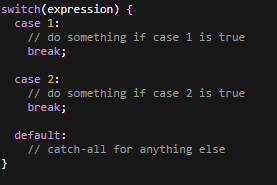 switch(expression) {
  case 1:
    // do something if case 1 is true
    break;

  case 2:
    // do something if case 2 is true
    break;

  default:
    // catch-all for anything else
}